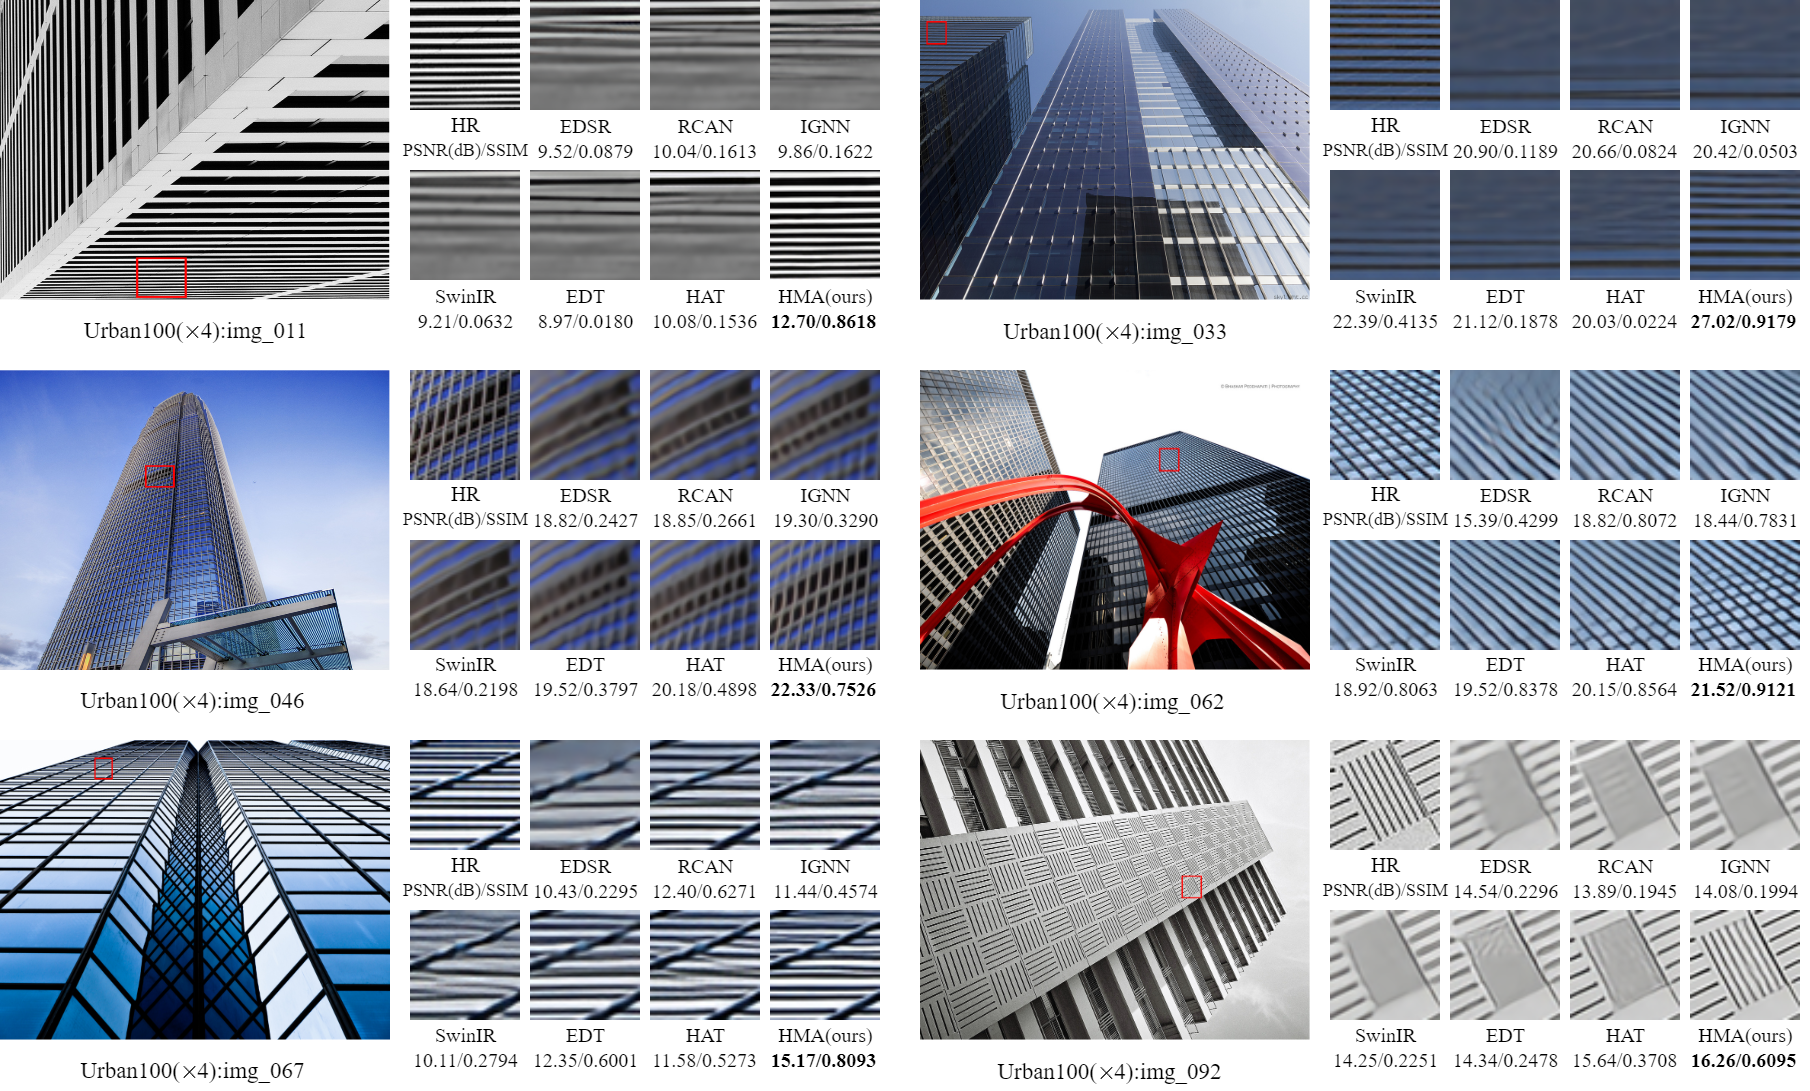 HR EDSR RCAN IGNN
PSNR(dB)/SSIM 9.52/0.0879 10.04/0.1613 9.86/0.1622
SwinIR EDT HAT HMA(ours)
9.21/0.0632 8.97/0.0180 10.08/0.1536 12.70/0.8618
Urban100(×4):img_011
HR EDSR RCAN IGNN
PSNR(dB)/SSIM 20.90/0.1189 20.66/0.0824 20.42/0.0503
SwinIR EDT HAT HMA(ours)
22.39/0.4135 21.12/0.1878 20.03/0.0224 27.02/0.9179
Urban100(×4):img_033
HR EDSR RCAN IGNN
PSNR(dB)/SSIM 18.82/0.2427 18.85/0.2661 19.30/0.3290
SwinIR EDT HAT HMA(ours)
18.64/0.2198 19.52/0.3797 20.18/0.4898 22.33/0.7526
Urban100(×4):img_046
HR EDSR RCAN IGNN
PSNR(dB)/SSIM 15.39/0.4299 18.82/0.8072 18.44/0.7831
SwinIR EDT HAT HMA(ours)
18.92/0.8063 19.52/0.8378 20.15/0.8564 21.52/0.9121
Urban100(×4):img_062
HR EDSR RCAN IGNN
PSNR(dB)/SSIM 10.43/0.2295 12.40/0.6271 11.44/0.4574
SwinIR EDT HAT HMA(ours)
10.11/0.2794 12.35/0.6001 11.58/0.5273 15.17/0.8093
Urban100(×4):img_067
HR EDSR RCAN IGNN
PSNR(dB)/SSIM 14.54/0.2296 13.89/0.1945 14.08/0.1994
SwinIR EDT HAT HMA(ours)
14.25/0.2251 14.34/0.2478 15.64/0.3708 16.26/0.6095
Urban100(×4):img_092